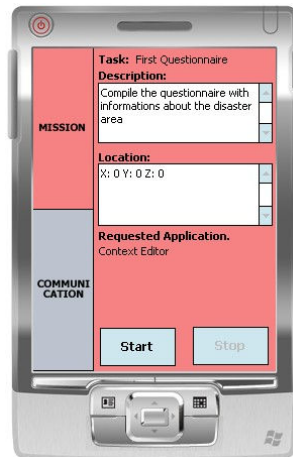 Task: First Questionnaire
Description:
Compile the questionnaire with
informations about the disaster
area
MISSION
Location:
X: 0 Y: 0 Z: 0
Requested Application.
Context Editor
COMMUNI
CATION
Start
Stop